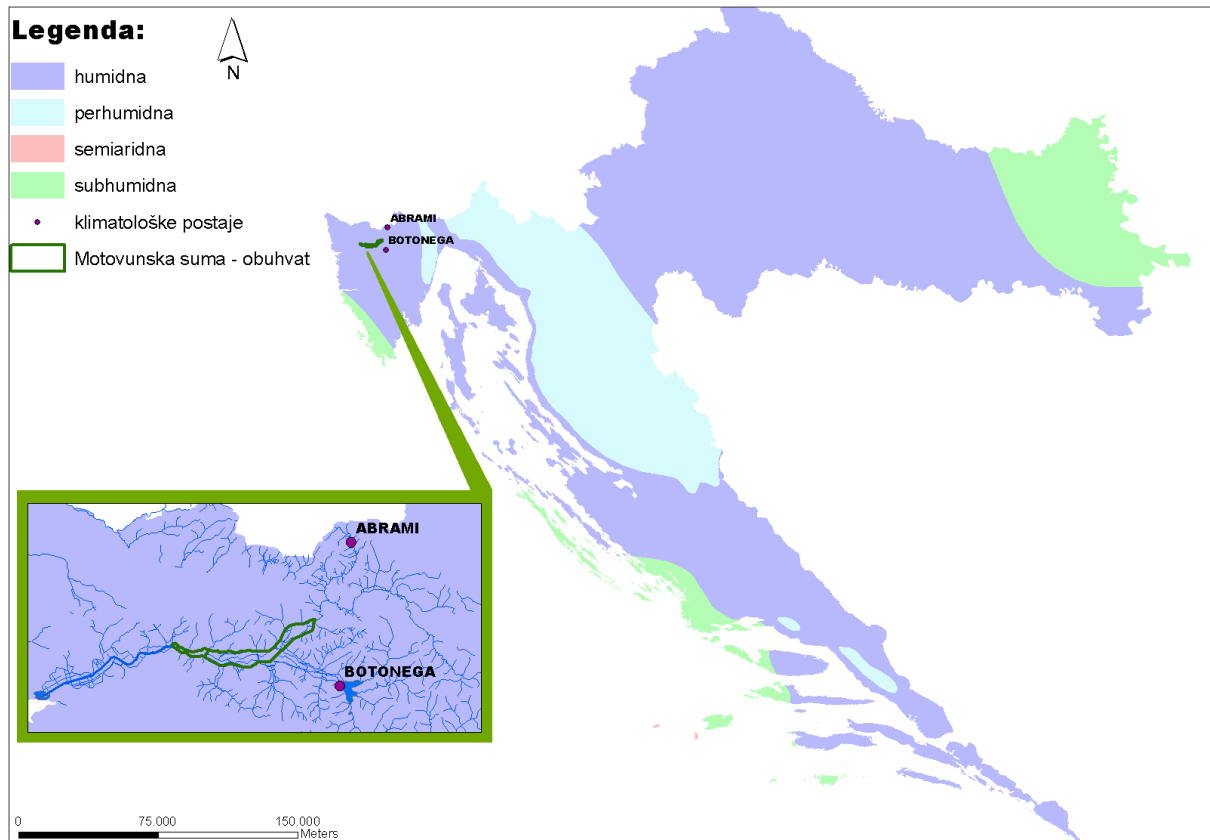 Legenda:
N
humidna
perhumidna
semiaridna
subhumidna
klimatološke postaje
Motovunska suma - obuhvat
ABRAMI
BOTONEGA
ABRAMI
BOTONEGA
0 75.000 150.000
Meters